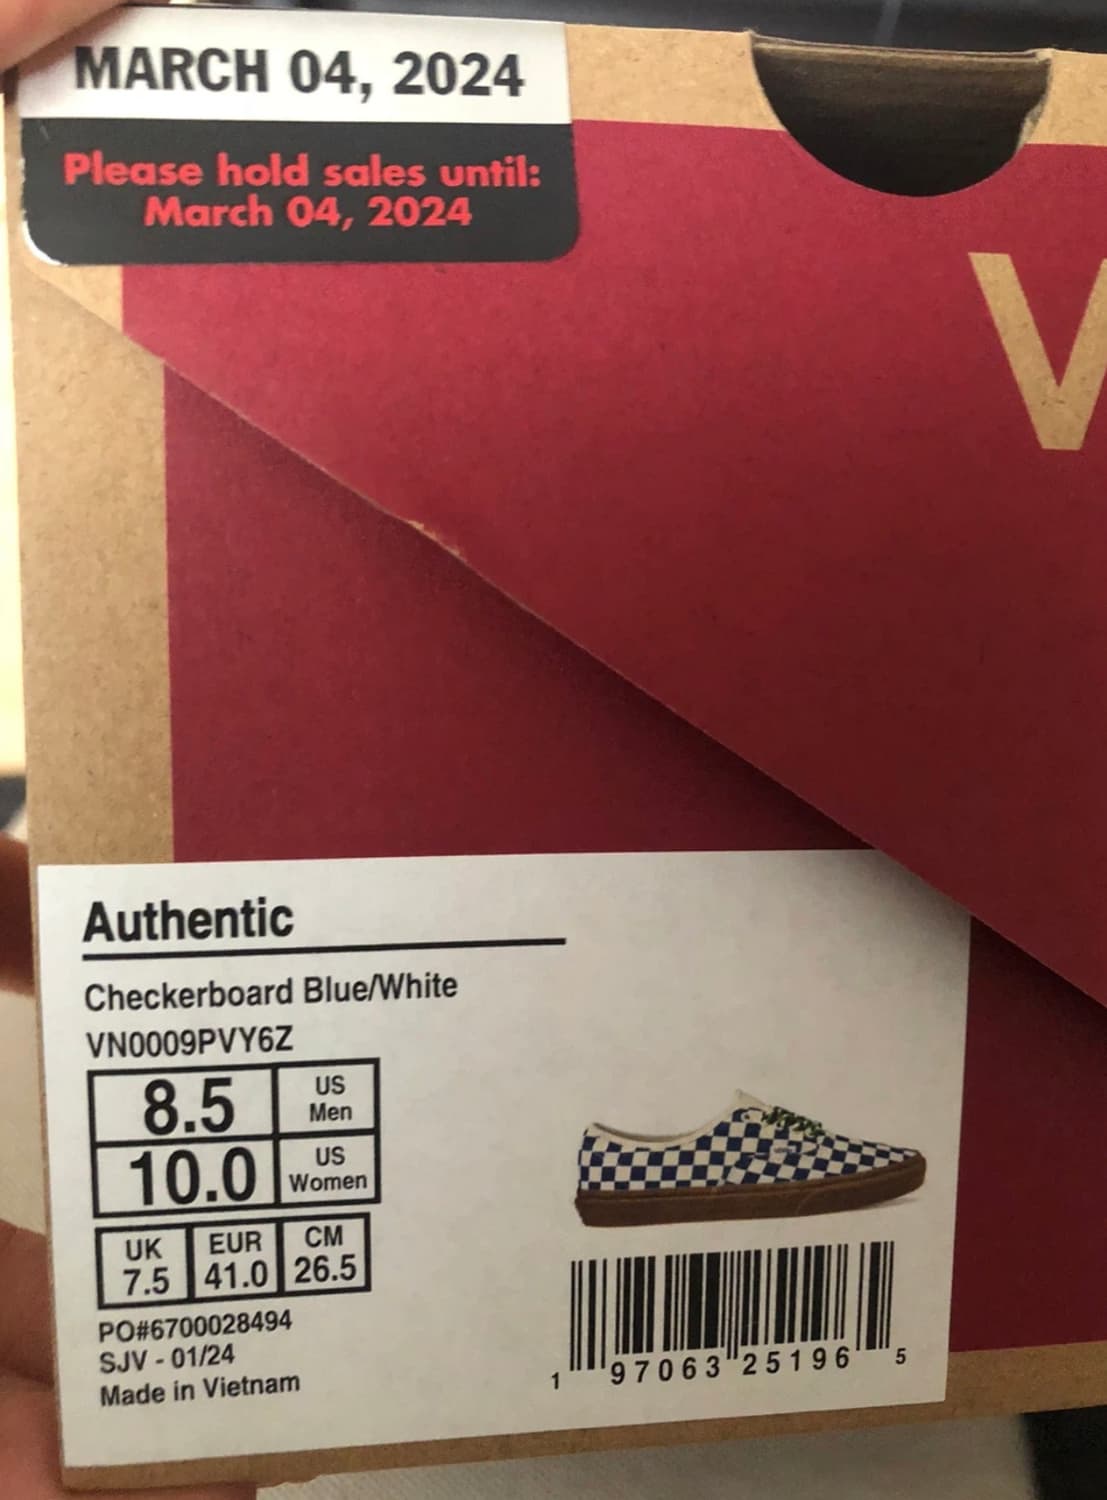 MARCH 04, 2024
Please hold sales until:
March 04, 2024
V
Authentic
Checkerboard Blue/White
VN0009PVY6Z
8.5 US Men
10.0 US Women
UK EUR CM
7.5 41.0 26.5
PO#6700028494
SJV - 01/24
Made in Vietnam
1 97063 25196 5